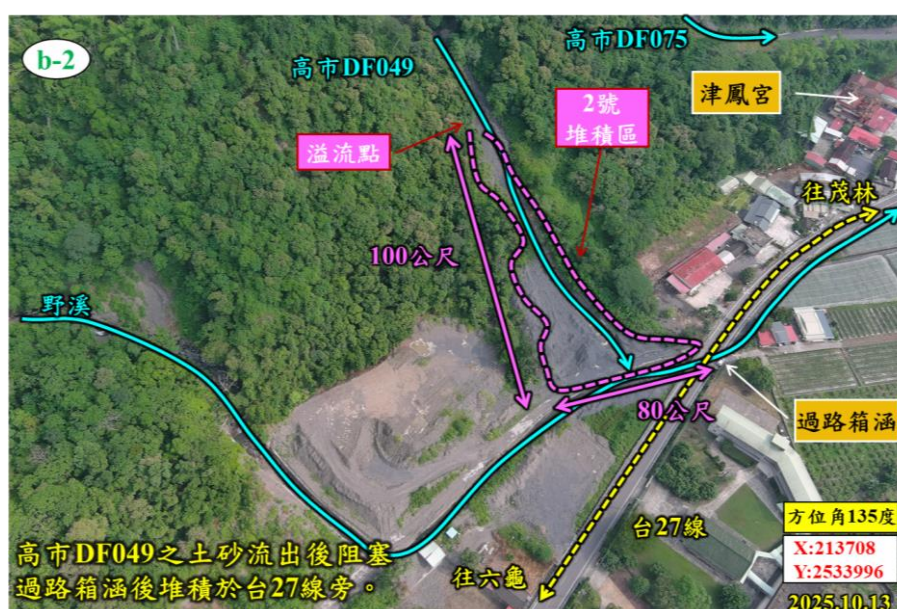 b-2
高市DF049
高市DF075
津鳳宮
2號
堆積區
溢流點
往茂林
100公尺
野溪
80公尺
過路箱涵
台27線
方位角135度
X:213708
Y:2533996
高市DF049之土砂流出後阻塞
過路箱涵後堆積於台27線旁。
往六龜
2025.10.13